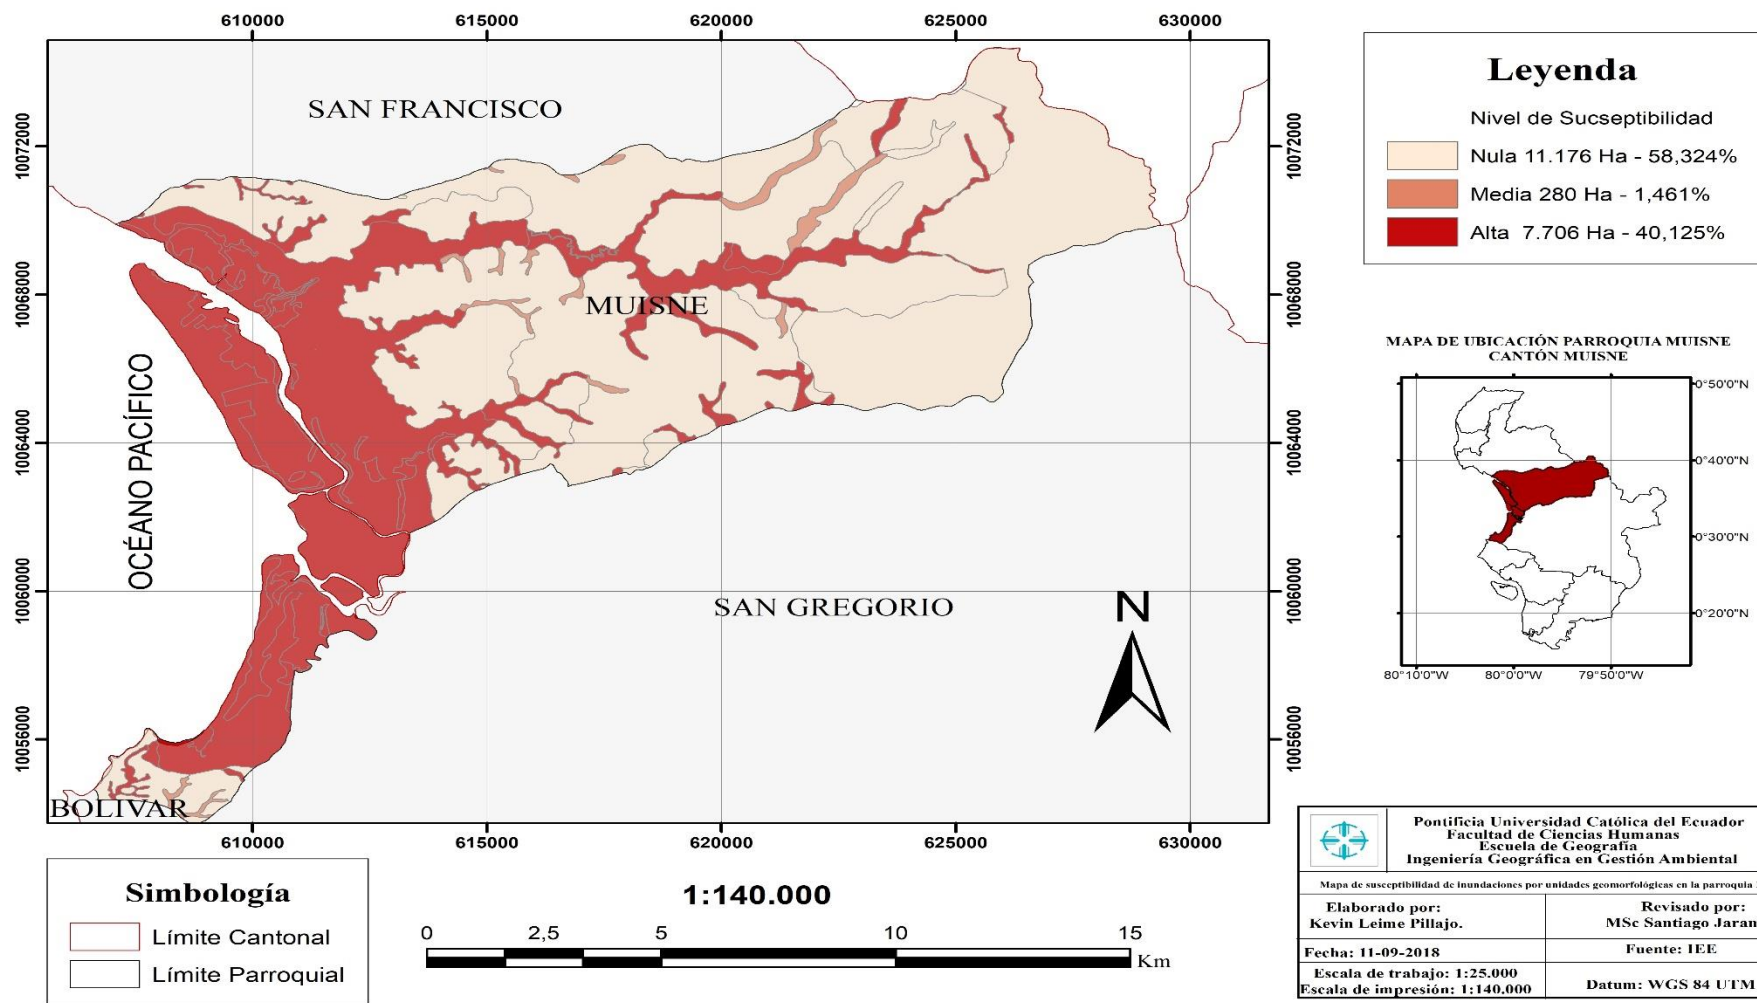 610000 615000 620000 625000 630000
10072000
10068000
10064000
10060000
10056000
SAN FRANCISCO
MUISNE
OCÉANO PACÍFICO
SAN GREGORIO
BOLIVAR
N
10072000
10068000
10064000
10060000
10056000
610000 615000 620000 625000 630000
Leyenda
Nivel de Sucseptibilidad
Nula 11.176 Ha - 58,324%
Media 280 Ha - 1,461%
Alta 7.706 Ha - 40,125%
MAPA DE UBICACIÓN PARROQUIA MUISNE
CANTÓN MUISNE
0°50'0"N
0°40'0"N
0°30'0"N
0°20'0"N
80°10'0"W 80°0'0"W 79°50'0"W
Simbología
Límite Cantonal
Límite Parroquial
1:140.000
0 2,5 5 10 15
Km
Pontificia Universidad Católica del Ecuador
Facultad de Ciencias Humanas
Escuela de Geografía
Ingeniería Geográfica en Gestión Ambiental
Mapa de susceptibilidad de inundaciones por unidades geomorfológicas en la parroquia
Elaborado por:
Kevin Leime Pillajo.
Revisado por:
MSc Santiago Jaram
Fecha: 11-09-2018
Fuente: IEE
Escala de trabajo: 1:25.000
Escala de impresión: 1:140,000
Datum: WGS 84 UTM